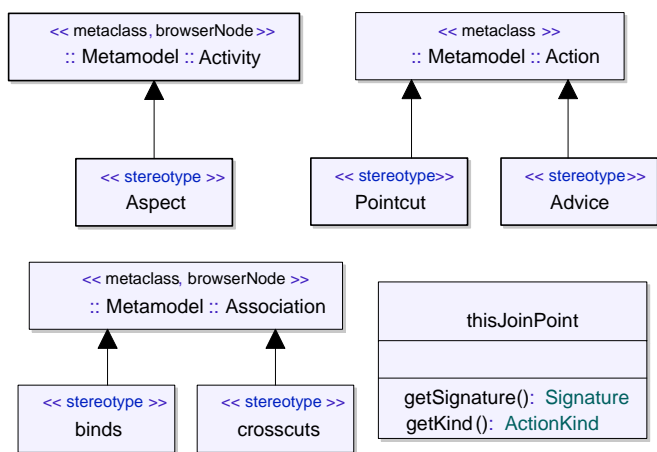 << metaclass, browserNode >>
:: Metamodel :: Activity
<< metaclass >>
:: Metamodel :: Action
<< stereotype >>
Aspect
<< stereotype>>
Pointcut
<< stereotype>>
Advice
<< metaclass, browserNode >>
:: Metamodel :: Association
<< stereotype >>
binds
<< stereotype >>
crosscuts
thisJoinPoint
getSignature(): Signature
getKind(): ActionKind